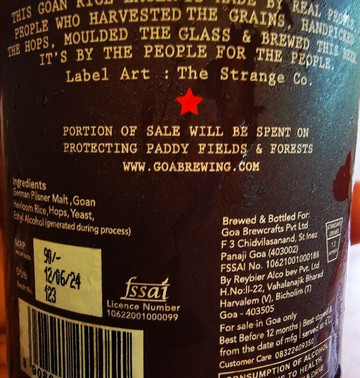 THIS GOAN RICE LAGER IS MADE BY REAL PEOPLE
PEOPLE WHO HARVESTED THE GRAINS, HANDPICKED
THE HOPS, MOULDED THE GLASS & BREWED THIS BEER
IT'S BY THE PEOPLE FOR THE PEOPLE.
Label Art : The Strange Co.
PORTION OF SALE WILL BE SPENT ON
PROTECTING PADDY FIELDS & FORESTS
WWW.GOABREWING.COM
Ingredients
German Pilsner Malt, Goan
Heirloom Rice, Hops, Yeast,
Ethyl Alcohol (generated during process)
MRP
90/-
12/06/24
123
fssai
Licence Number
10622001000099
Brewed & Bottled For:
Goa Brewcrafts Pvt Ltd
F 3 Chidvilasanand, St. Inez
Panaji Goa (403002)
FSSAI No. 10621001000186
By Reybier Alco bev Pvt. Ltd
H.No.II-22, Vahalanajik Bharad
Harvalem (V), Bicholim (T)
Goa - 403505
For sale in Goa only
Best Before 12 months
from the date of mfg
Customer Care
CONSUMPTION OF ALCOHOL